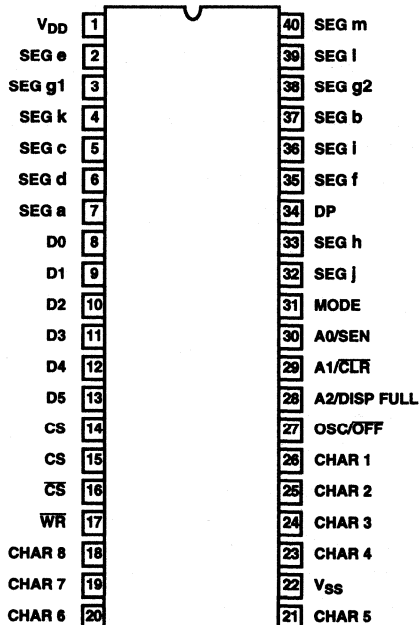 VDD 1 40 SEG m
SEG e 2 39 SEG l
SEG g1 3 38 SEG g2
SEG k 4 37 SEG b
SEG c 5 36 SEG i
SEG d 6 35 SEG f
SEG a 7 34 DP
D0 8 33 SEG h
D1 9 32 SEG j
D2 10 31 MODE
D3 11 30 A0/SEN
D4 12 29 A1/C̅L̅R̅
D5 13 28 A2/DISP FULL
CS 14 27 OSC/O̅F̅F̅
CS 15 26 CHAR 1
C̅S̅ 16 25 CHAR 2
W̅R̅ 17 24 CHAR 3
CHAR 8 18 23 CHAR 4
CHAR 7 19 22 VSS
CHAR 6 20 21 CHAR 5